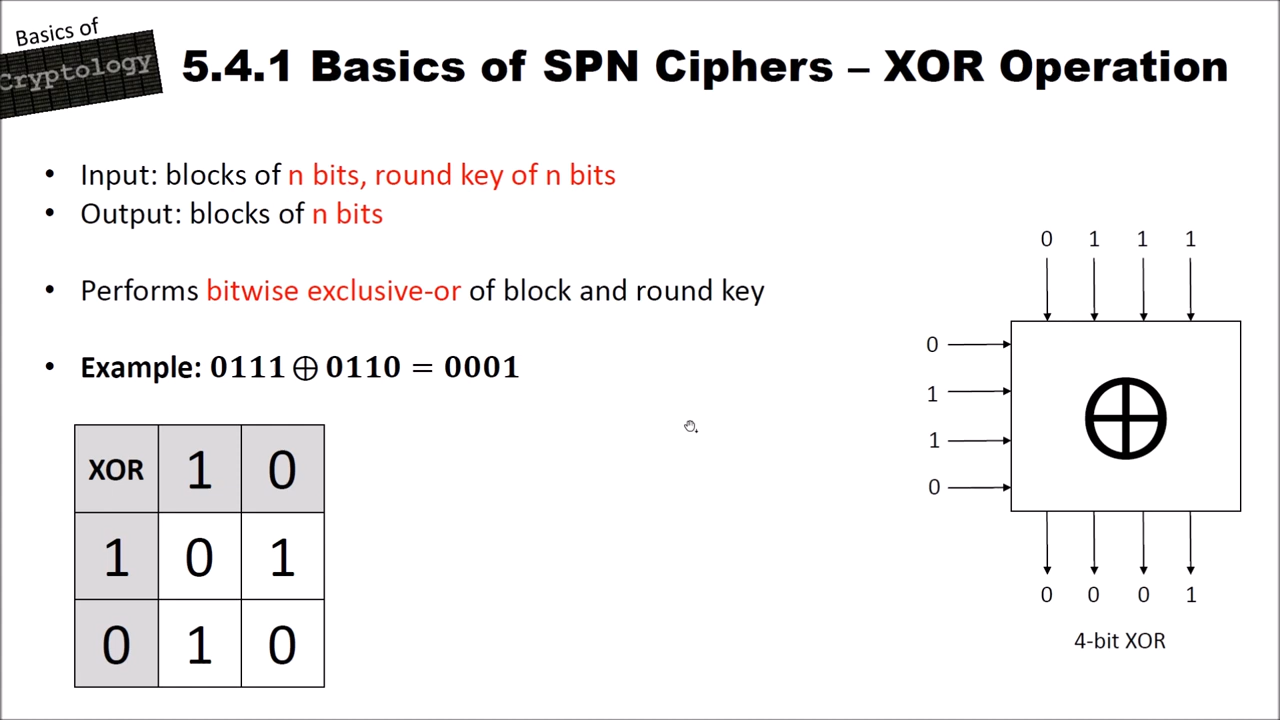 Basics of
Cryptology
5.4.1 Basics of SPN Ciphers – XOR Operation
• Input: blocks of n bits, round key of n bits
• Output: blocks of n bits
• Performs bitwise exclusive-or of block and round key
• Example: 0111 ⊕ 0110 = 0001
XOR 1 0
1 0 1
0 1 0
0 1 1 1
0
1
1
0
⊕
0 0 0 1
4-bit XOR